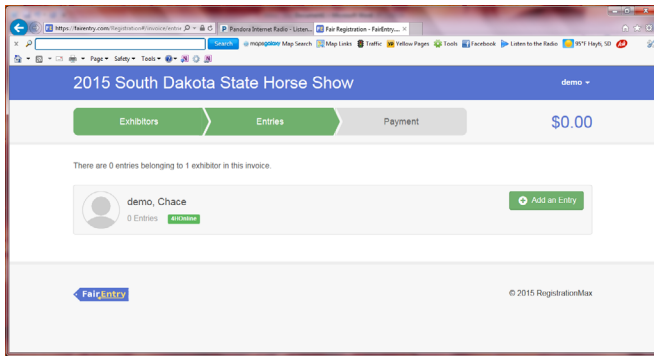 https://fairentry.com/Registration#/invoice/entrie
Pandora Internet Radio - Listen...
Fair Registration - FairEntry....
Search mapsgalaxy Map Search Map Links Traffic Yellow Pages Tools Facebook Listen to the Radio 95°F Hayti, SD
Page Safety Tools
2015 South Dakota State Horse Show demo
Exhibitors Entries Payment $0.00
There are 0 entries belonging to 1 exhibitor in this invoice.
demo, Chace
0 Entries 4HOnline
Add an Entry
FairEntry © 2015 RegistrationMax